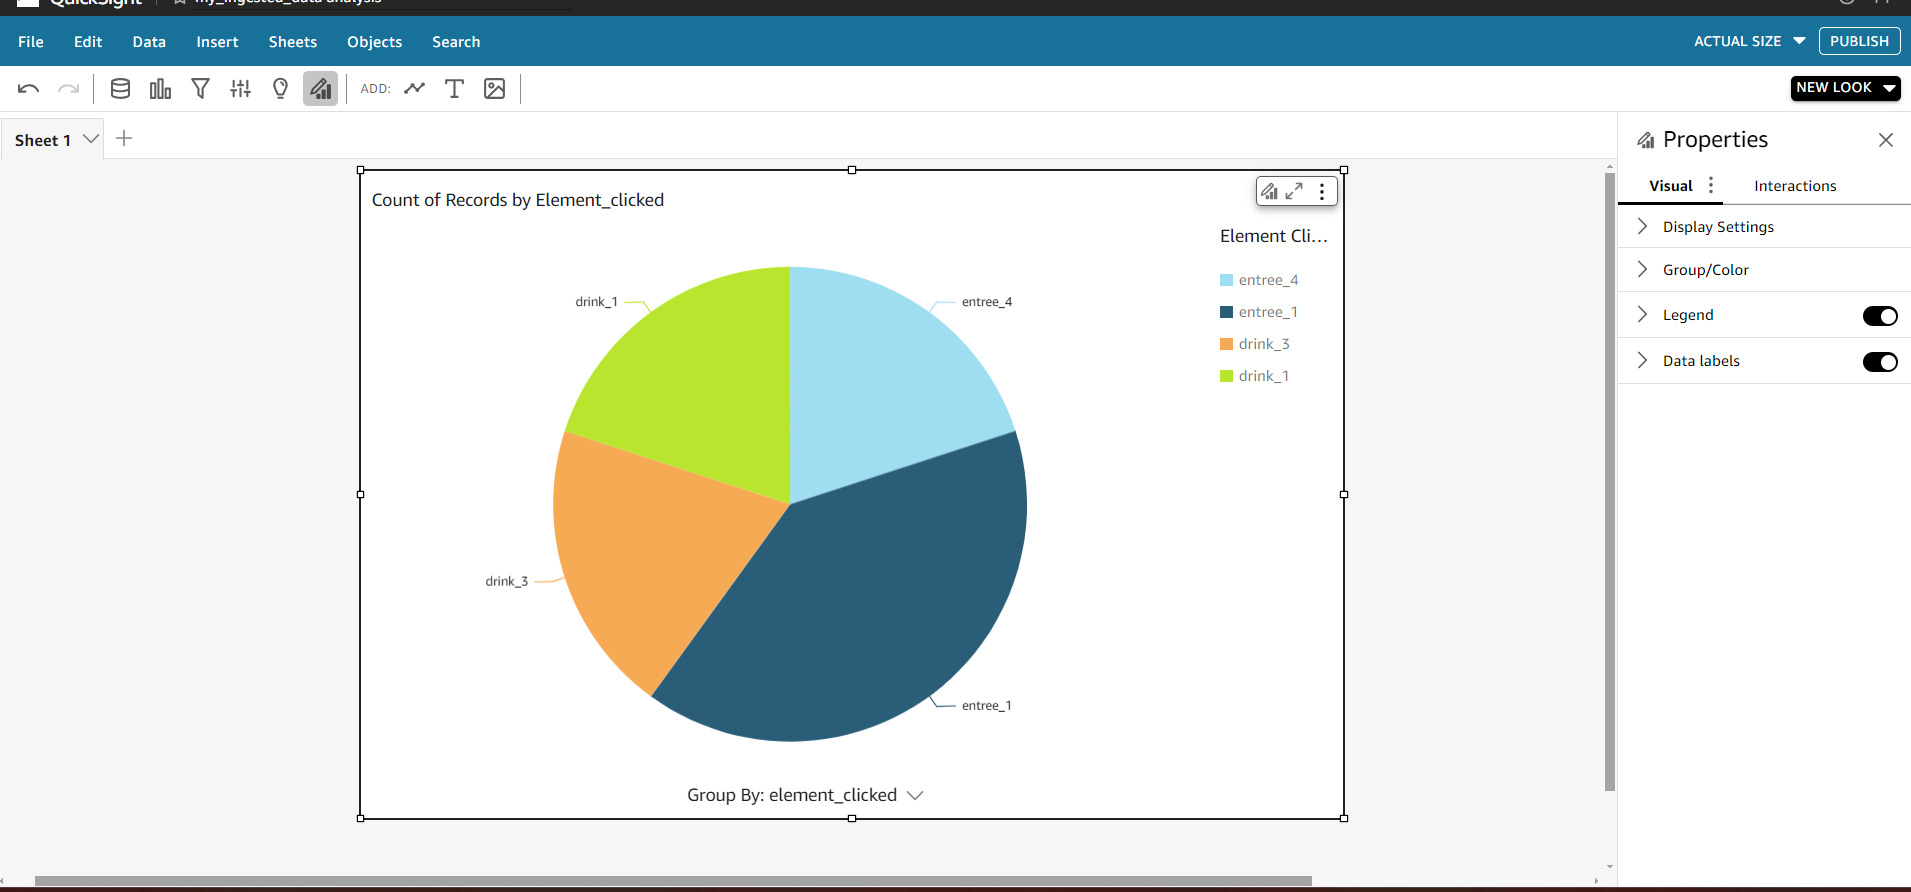 QuickSight
my_ingested_data analysis
File Edit Data Insert Sheets Objects Search
ACTUAL SIZE PUBLISH
ADD:
NEW LOOK
Sheet 1
Properties
Visual Interactions
Display Settings
Group/Color
Legend
Data labels
Count of Records by Element_clicked
Element Cli...
entree_4
entree_1
drink_3
drink_1
drink_1
entree_4
drink_3
entree_1
Group By: element_clicked